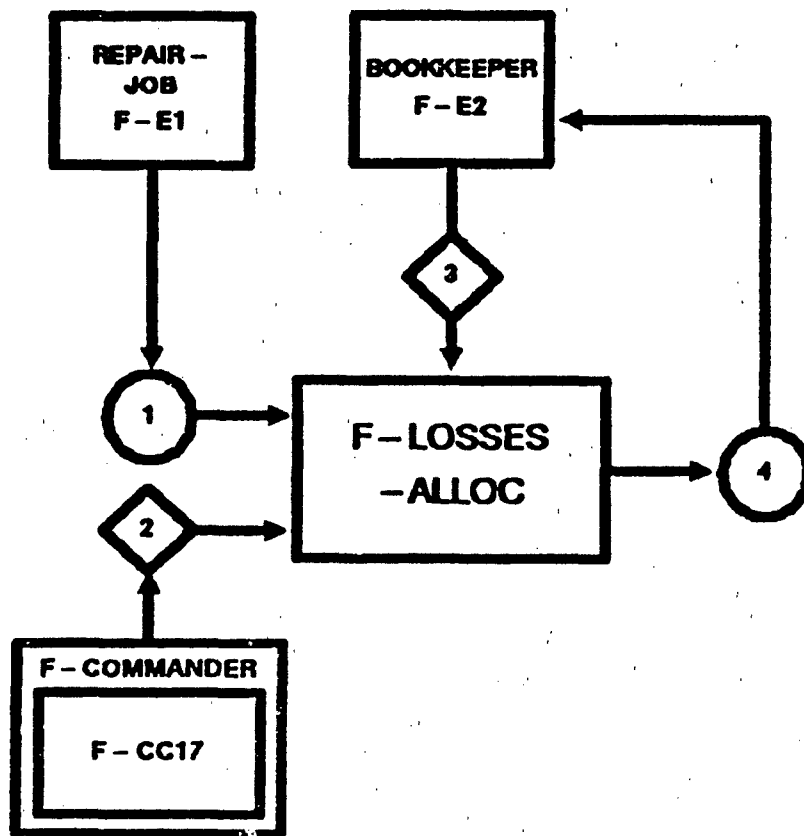 REPAIR –
JOB
F – E1
BOOKKEEPER
F – E2
3
1
F – LOSSES
– ALLOC
4
2
F – COMMANDER
F – CC17